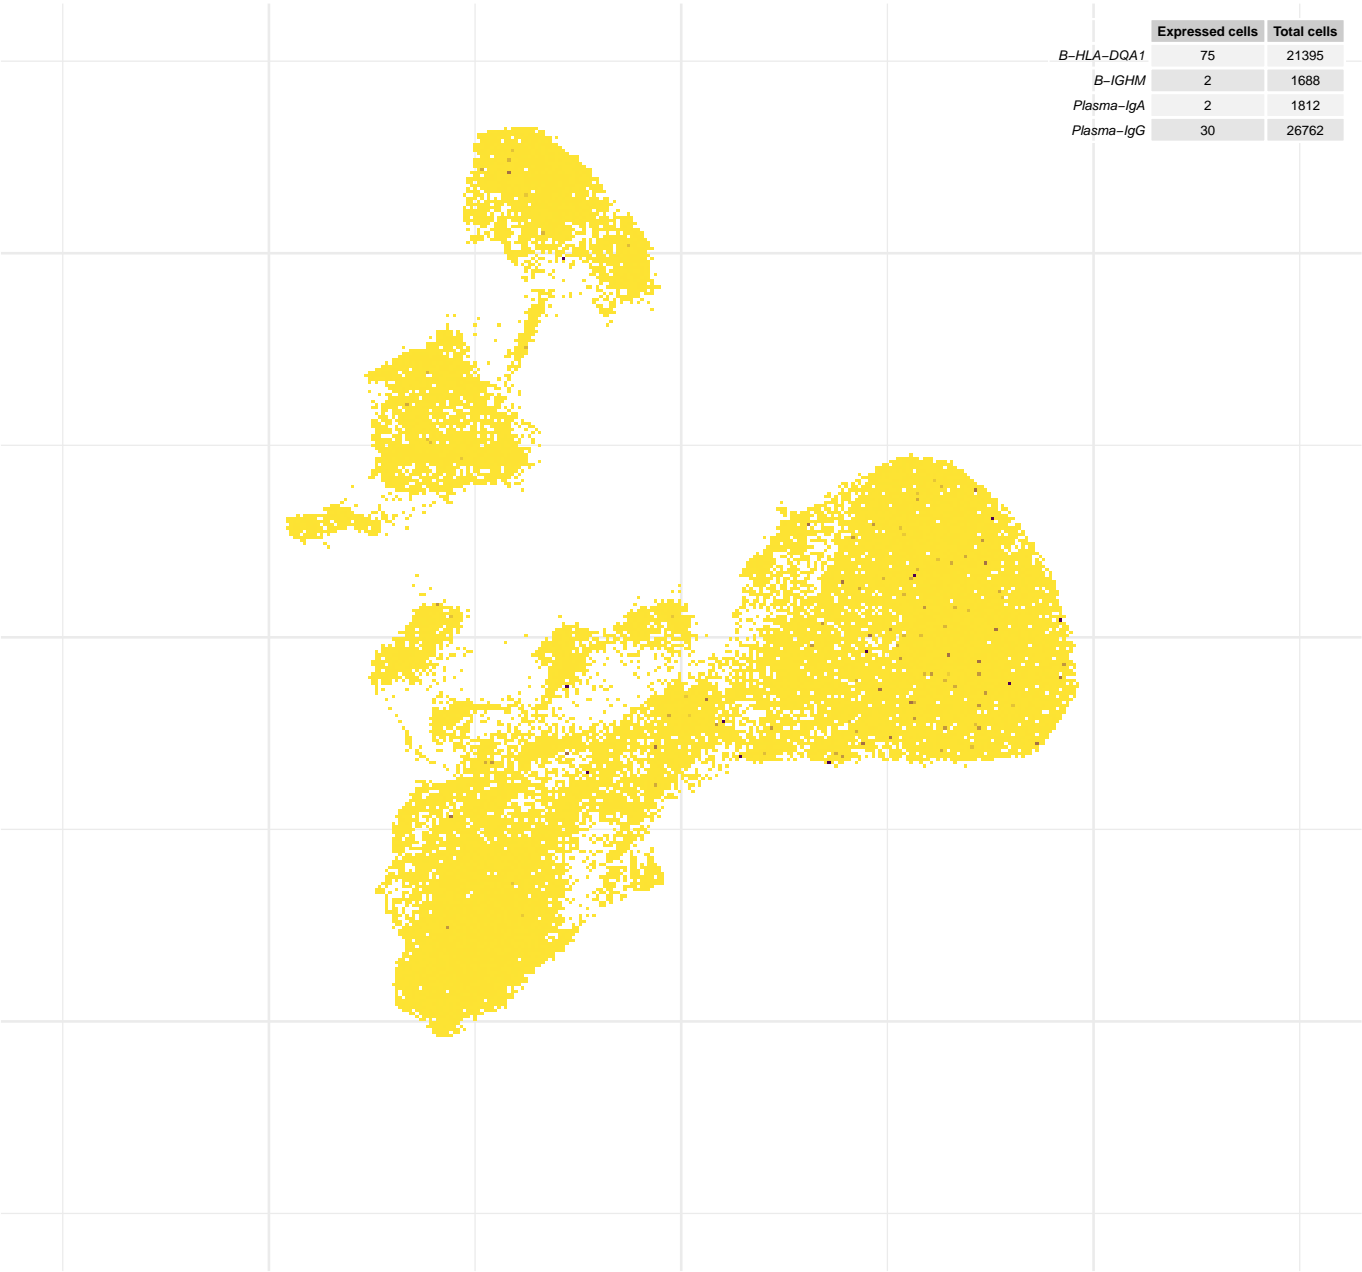 Expressed cells Total cells
B−HLA−DQA1 75 21395
B−IGHM 2 1688
Plasma−IgA 2 1812
Plasma−IgG 30 26762